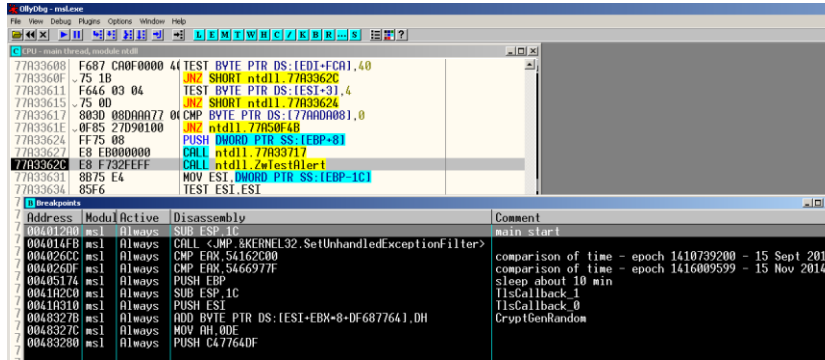 OllyDbg - msl.exe
File View Debug Plugins Options Window Help
L E M T W H C / K B R ... S ?
CPU - main thread, module ntdll
77A33608 F687 CA0F0000 4( TEST BYTE PTR DS:[EDI+FCA],40
77A3360F 75 1B JNZ SHORT ntdll.77A3362C
77A33611 F646 03 04 TEST BYTE PTR DS:[ESI+3],4
77A33615 75 0D JNZ SHORT ntdll.77A33624
77A33617 803D 08DAAA77 0( CMP BYTE PTR DS:[77AADA08],0
77A3361E 0F85 27D90100 JNZ ntdll.77A50F4B
77A33624 FF75 08 PUSH DWORD PTR SS:[EBP+8]
77A33627 E8 EB000000 CALL ntdll.77A33717
77A3362C E8 F732FEFF CALL ntdll.ZwTestAlert
77A33631 8B75 E4 MOV ESI,DWORD PTR SS:[EBP-1C]
77A33634 85F6 TEST ESI,ESI
7 B Breakpoints
Address Modul Active Disassembly Comment
004012A0 msl Always SUB ESP,1C main start
004014FB msl Always CALL <JMP.&KERNEL32.SetUnhandledExceptionFilter>
004026CC msl Always CMP EAX,54162C00 comparison of time - epoch 1410739200 - 15 Sept 201
004026DF msl Always CMP EAX,5466977F comparison of time - epoch 1416009599 - 15 Nov 2014
00405174 msl Always PUSH EBP sleep about 10 min
0041A2C0 msl Always SUB ESP,1C TlsCallback_1
0041A310 msl Always PUSH ESI TlsCallback_0
0048327B msl Always ADD BYTE PTR DS:[ESI+EBX*8+DF687764],DH CryptGenRandom
0048327C msl Always MOV AH,0DE
00483280 msl Always PUSH C47764DF